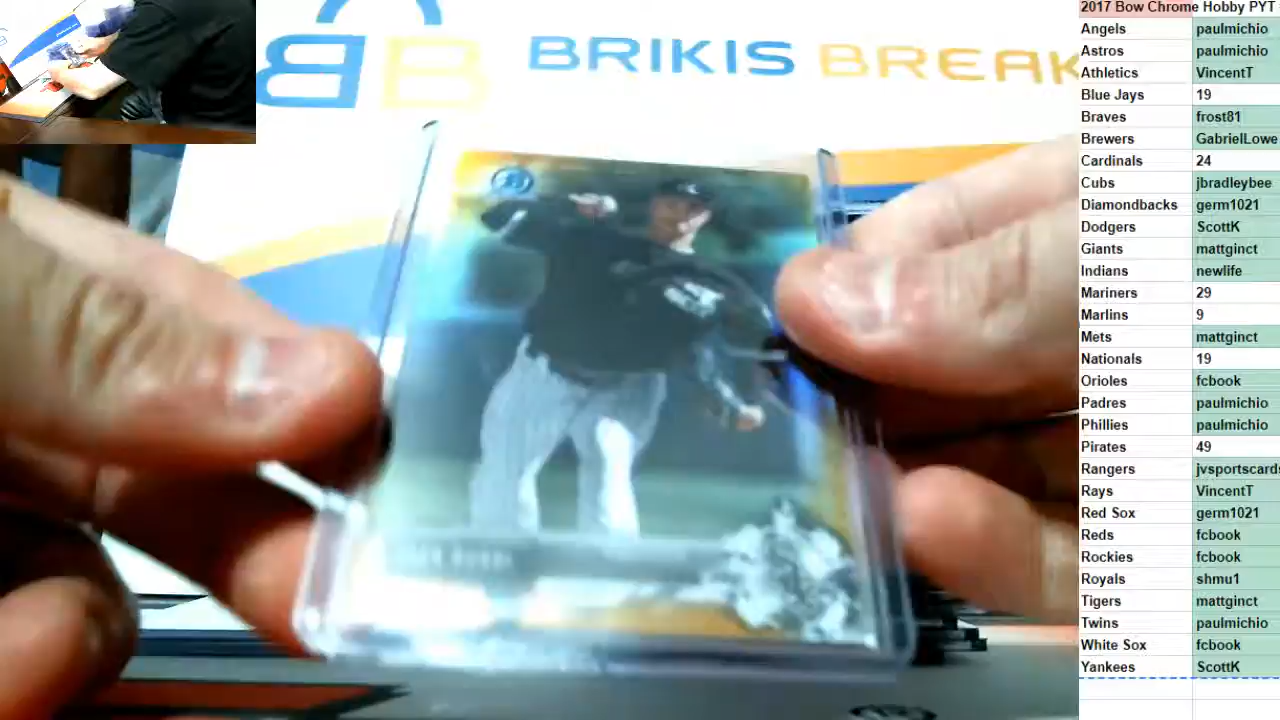 BRIKIS BREAK
2017 Bow Chrome Hobby PYT
Angels paulmichio
Astros paulmichio
Athletics VincentT
Blue Jays 19
Braves frost81
Brewers GabrielLowe
Cardinals 24
Cubs jbradleybee
Diamondbacks germ1021
Dodgers ScottK
Giants mattginct
Indians newlife
Mariners 29
Marlins 9
Mets mattginct
Nationals 19
Orioles fcbook
Padres paulmichio
Phillies paulmichio
Pirates 49
Rangers jvsportscards
Rays VincentT
Red Sox germ1021
Reds fcbook
Rockies fcbook
Royals shmu1
Tigers mattginct
Twins paulmichio
White Sox fcbook
Yankees ScottK